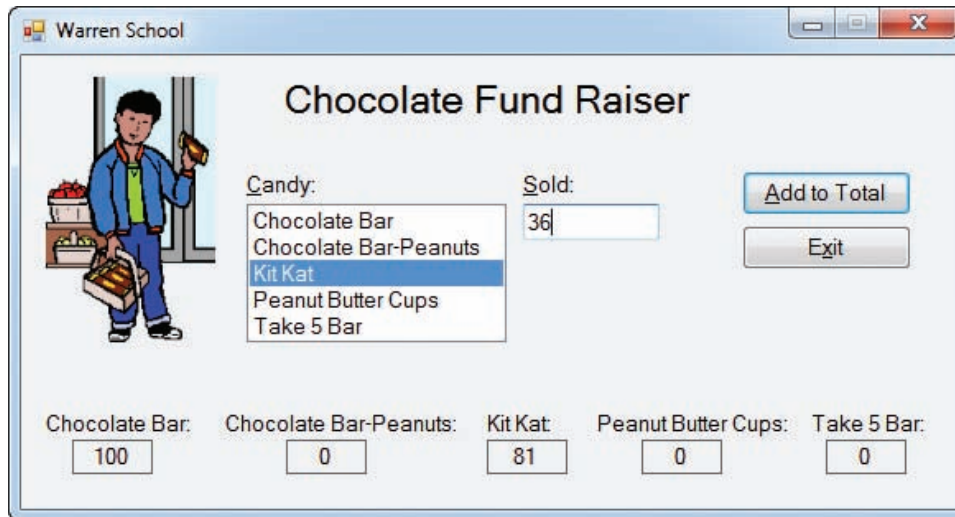 Warren School
Chocolate Fund Raiser
Candy:
Sold:
Chocolate Bar
Chocolate Bar-Peanuts
Kit Kat
Peanut Butter Cups
Take 5 Bar
36
Add to Total
Exit
Chocolate Bar: Chocolate Bar-Peanuts: Kit Kat: Peanut Butter Cups: Take 5 Bar:
100 0 81 0 0